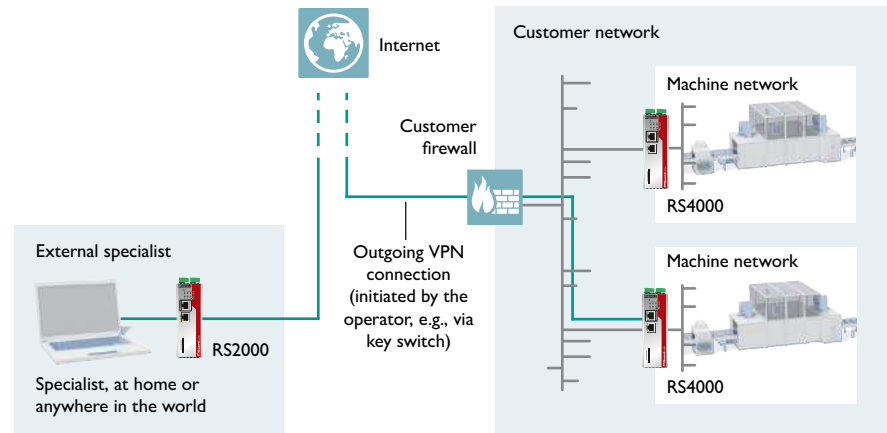 Internet
Customer network
Machine network
Customer
firewall
RS4000
External specialist
Outgoing VPN
connection
(initiated by the
operator, e.g., via
key switch)
Machine network
RS2000
RS4000
Specialist, at home or
anywhere in the world